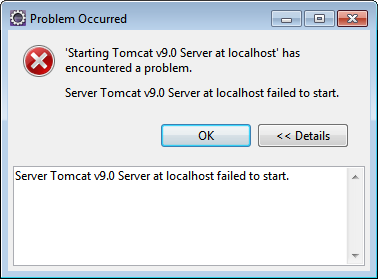 Problem Occurred
'Starting Tomcat v9.0 Server at localhost' has
encountered a problem.
Server Tomcat v9.0 Server at localhost failed to start.
OK
<< Details
Server Tomcat v9.0 Server at localhost failed to start.